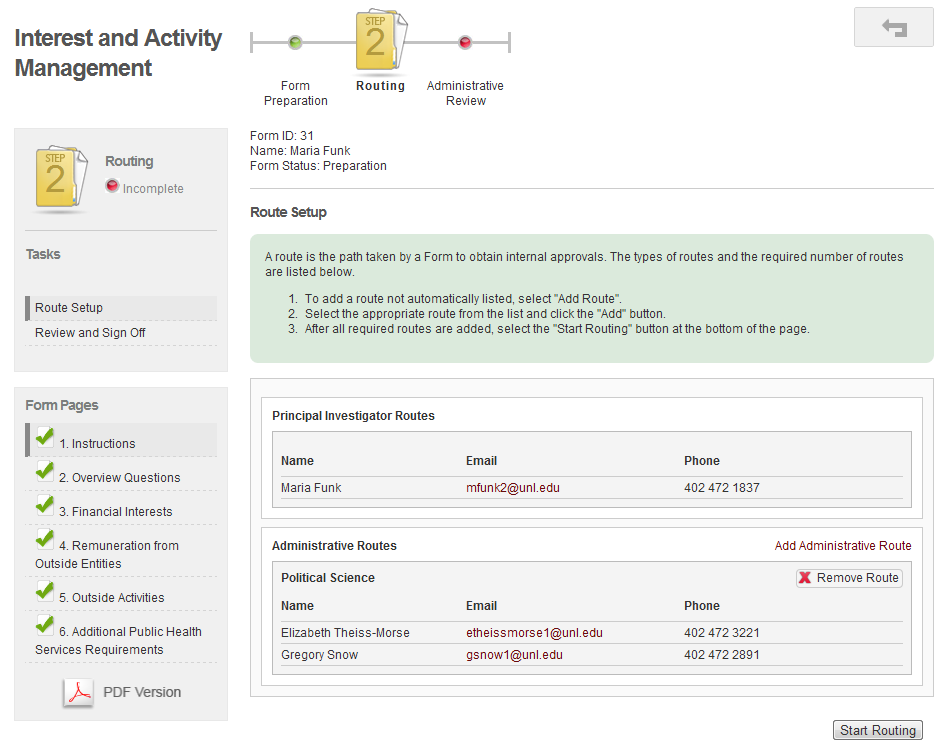 Interest and Activity
Management
STEP
2
Form
Preparation
Routing
Administrative
Review
STEP
2
Routing
Incomplete
Tasks
Route Setup
Review and Sign Off
Form Pages
1. Instructions
2. Overview Questions
3. Financial Interests
4. Remuneration from
Outside Entities
5. Outside Activities
6. Additional Public Health
Services Requirements
PDF Version
Form ID: 31
Name: Maria Funk
Form Status: Preparation
Route Setup
A route is the path taken by a Form to obtain internal approvals. The types of routes and the required number of routes
are listed below.
1. To add a route not automatically listed, select "Add Route".
2. Select the appropriate route from the list and click the "Add" button.
3. After all required routes are added, select the "Start Routing" button at the bottom of the page.
Principal Investigator Routes
Name Email Phone
Maria Funk mfunk2@unl.edu 402 472 1837
Administrative Routes Add Administrative Route
Political Science Remove Route
Name Email Phone
Elizabeth Theiss-Morse etheissmorse1@unl.edu 402 472 3221
Gregory Snow gsnow1@unl.edu 402 472 2891
Start Routing